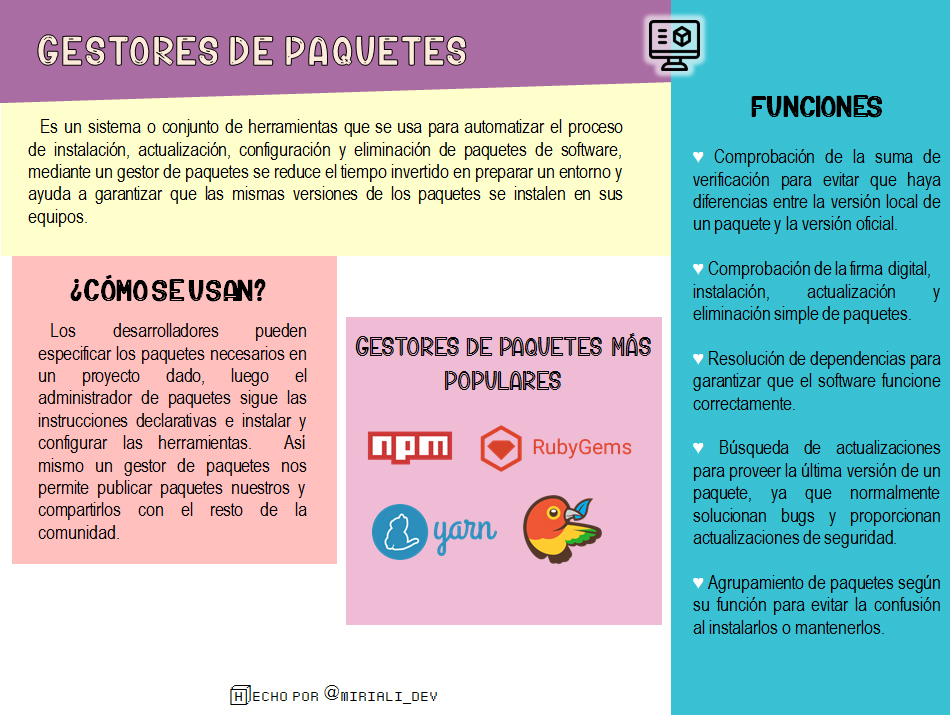 GESTORES DE PAQUETES
Es un sistema o conjunto de herramientas que se usa para automatizar el proceso
de instalación, actualización, configuración y eliminación de paquetes de software,
mediante un gestor de paquetes se reduce el tiempo invertido en preparar un entorno y
ayuda a garantizar que las mismas versiones de los paquetes se instalen en sus
equipos.
¿CÓMO SE USAN?
Los desarrolladores pueden
especificar los paquetes necesarios en
un proyecto dado, luego el
administrador de paquetes sigue las
instrucciones declarativas e instalar y
configurar las herramientas. Asi
mismo un gestor de paquetes nos
permite publicar paquetes nuestros y
compartirlos con el resto de la
comunidad.
GESTORES DE PAQUETES MÁS
POPULARES
npm
RubyGems
yarn
FUNCIONES
♥ Comprobación de la suma de
verificación para evitar que haya
diferencias entre la versión local de
un paquete y la versión oficial.
♥ Comprobación de la firma digital,
instalación, actualización y
eliminación simple de paquetes.
♥ Resolución de dependencias para
garantizar que el software funcione
correctamente.
♥ Búsqueda de actualizaciones
para proveer la última versión de un
paquete, ya que normalmente
solucionan bugs y proporcionan
actualizaciones de seguridad.
♥ Agrupamiento de paquetes según
su función para evitar la confusión
al instalarlos o mantenerlos.
HECHO POR @MIRIALI_DEV